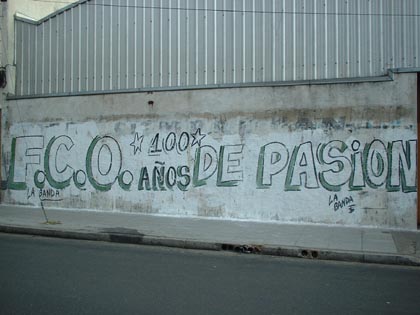 F.C.O. *100* AÑOS DE PASION
LA BANDA
LA BANDA